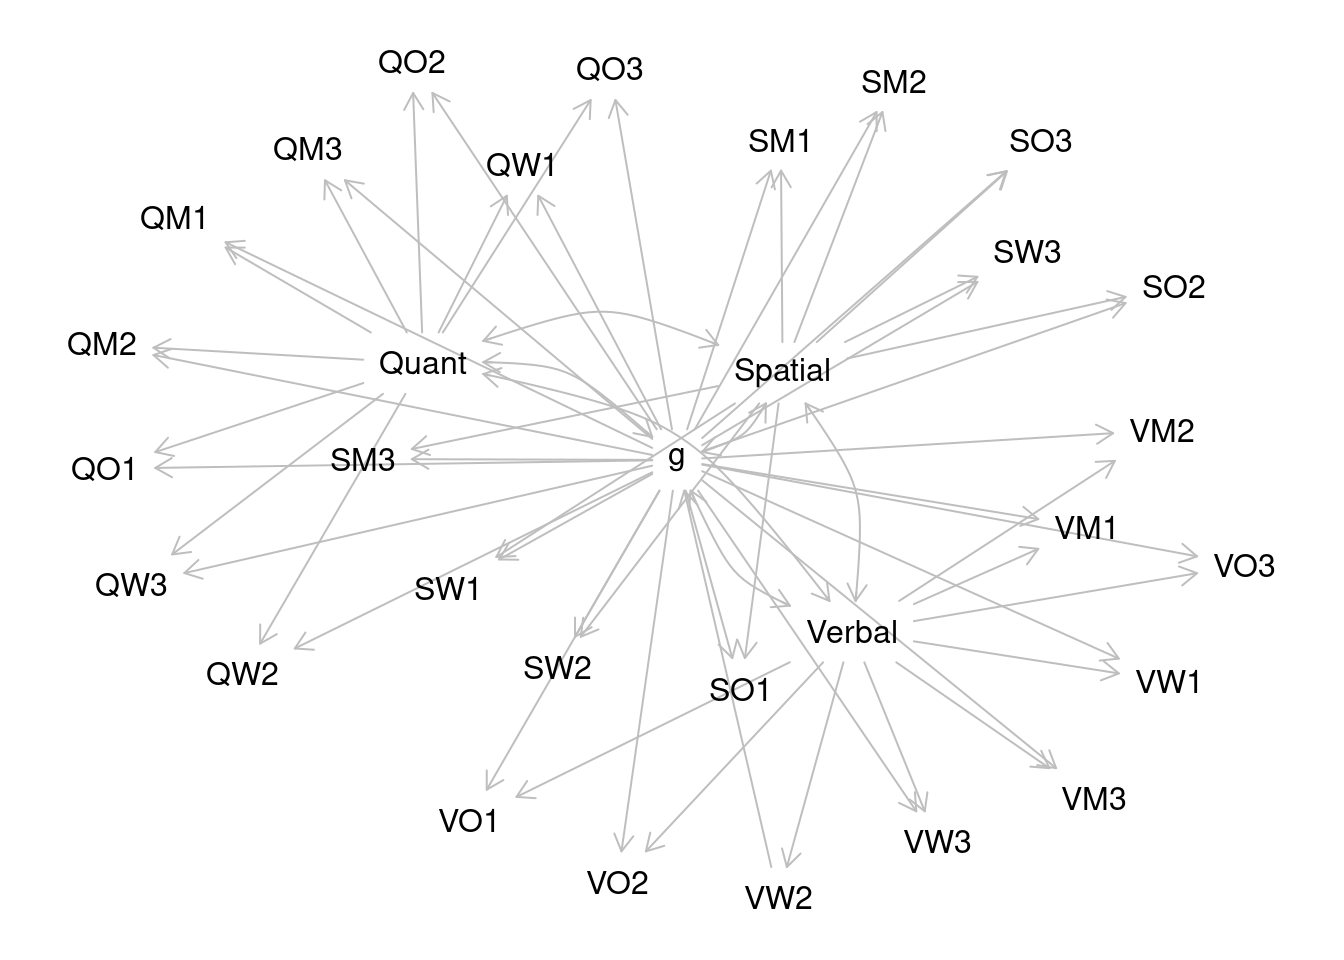 QO2
QO3
SM2
QM3
QW1
SM1
SO3
QM1
SW3
SO2
QM2
Quant
Spatial
VM2
QO1
SM3
g
VM1
VO3
QW3
SW1
Verbal
QW2
SW2
SO1
VW1
VM3
VO1
VW3
VO2
VW2